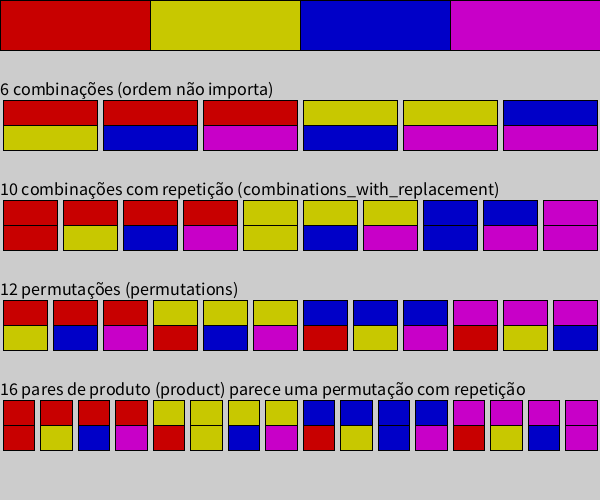 6 combinações (ordem não importa)
10 combinações com repetição (combinations_with_replacement)
12 permutações (permutations)
16 pares de produto (product) parece uma permutação com repetição